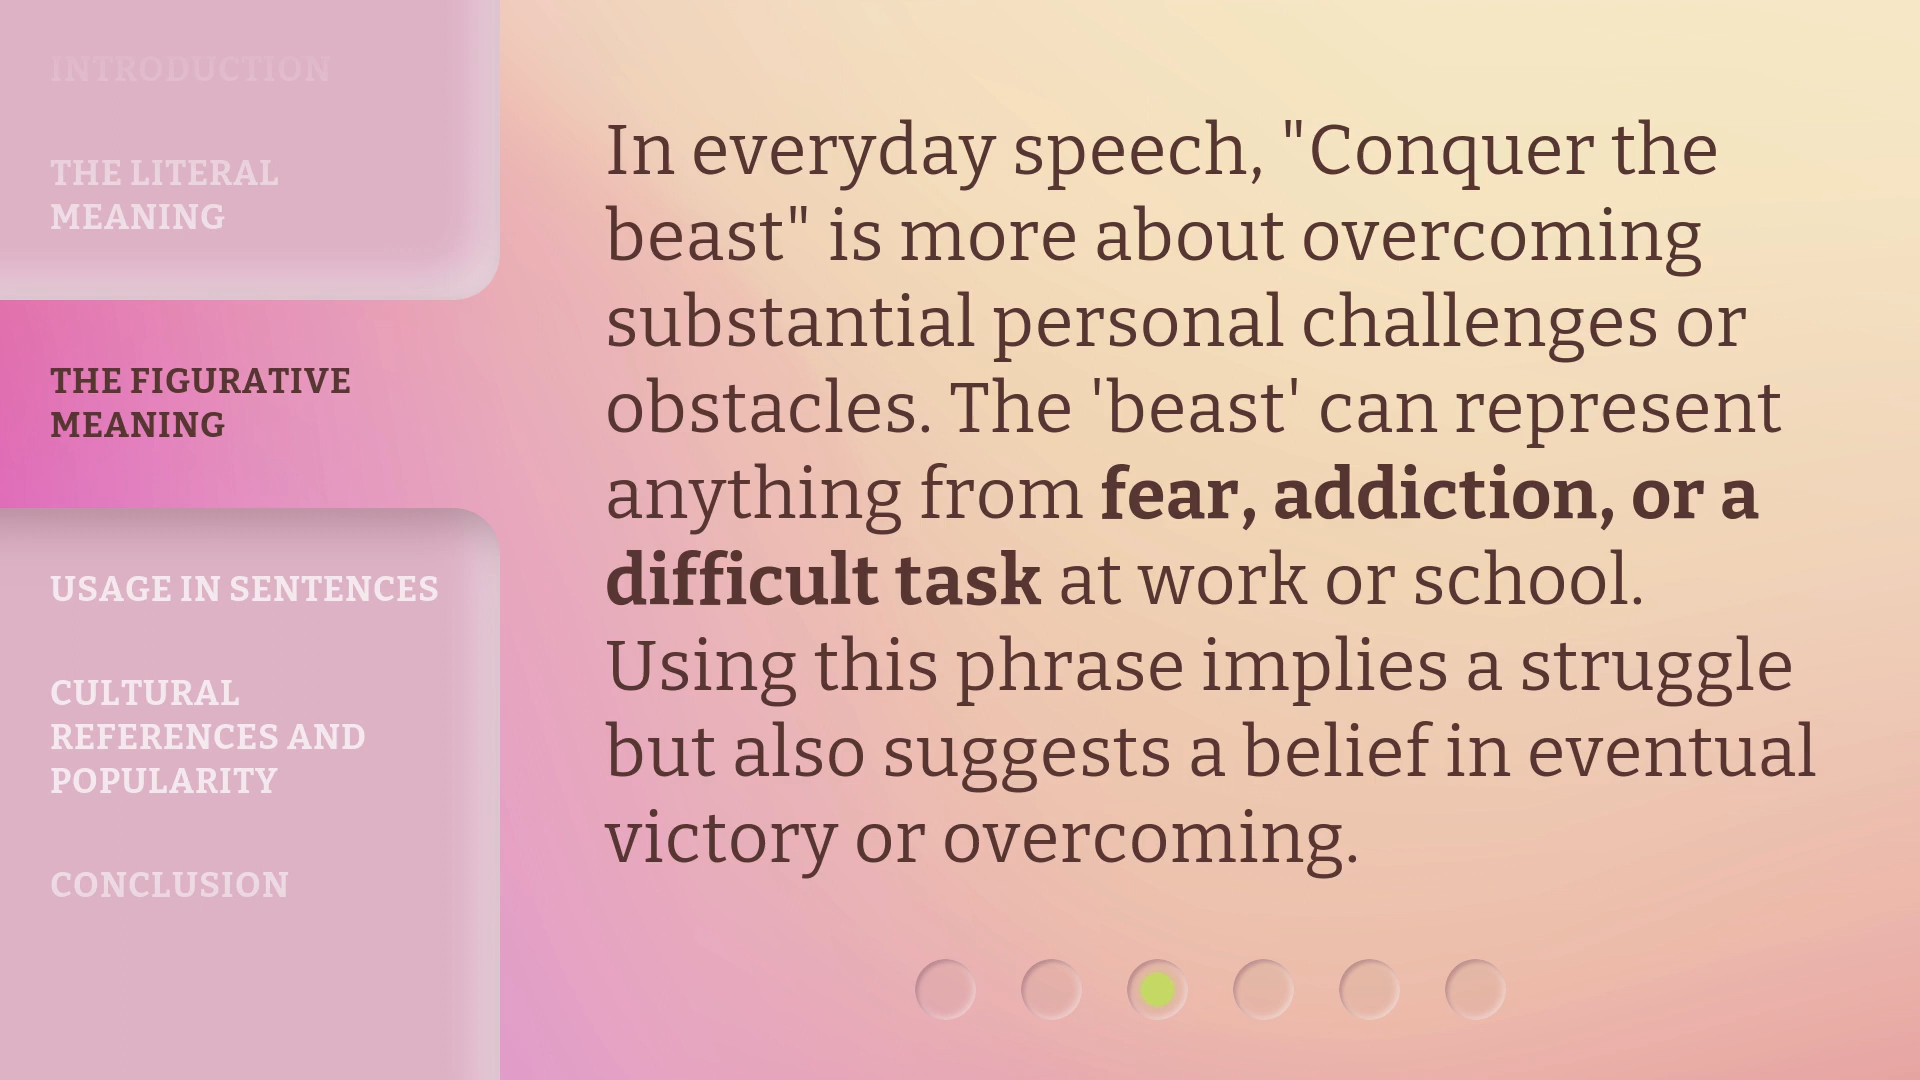 INTRODUCTION
THE LITERAL
MEANING
THE FIGURATIVE
MEANING
USAGE IN SENTENCES
CULTURAL
REFERENCES AND
POPULARITY
CONCLUSION
In everyday speech, "Conquer the
beast" is more about overcoming
substantial personal challenges or
obstacles. The 'beast' can represent
anything from fear, addiction, or a
difficult task at work or school.
Using this phrase implies a struggle
but also suggests a belief in eventual
victory or overcoming.